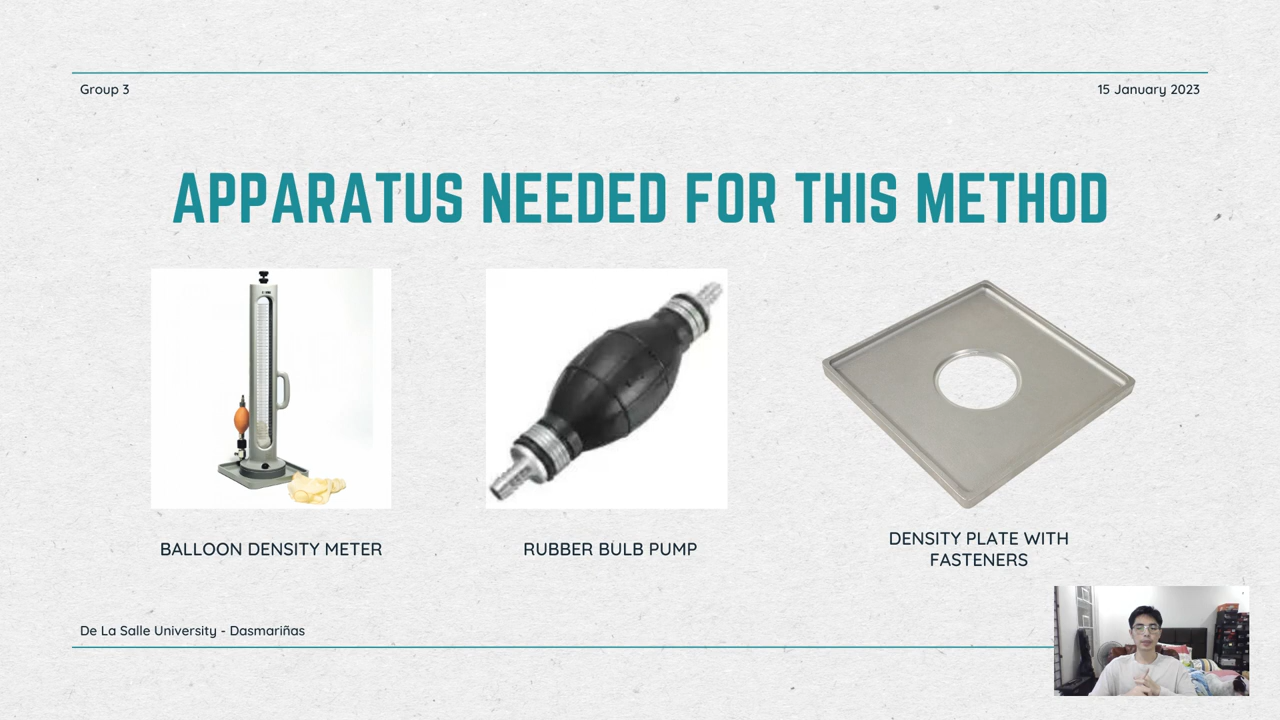 Group 3
15 January 2023
APPARATUS NEEDED FOR THIS METHOD
BALLOON DENSITY METER
RUBBER BULB PUMP
DENSITY PLATE WITH
FASTENERS
De La Salle University - Dasmariñas